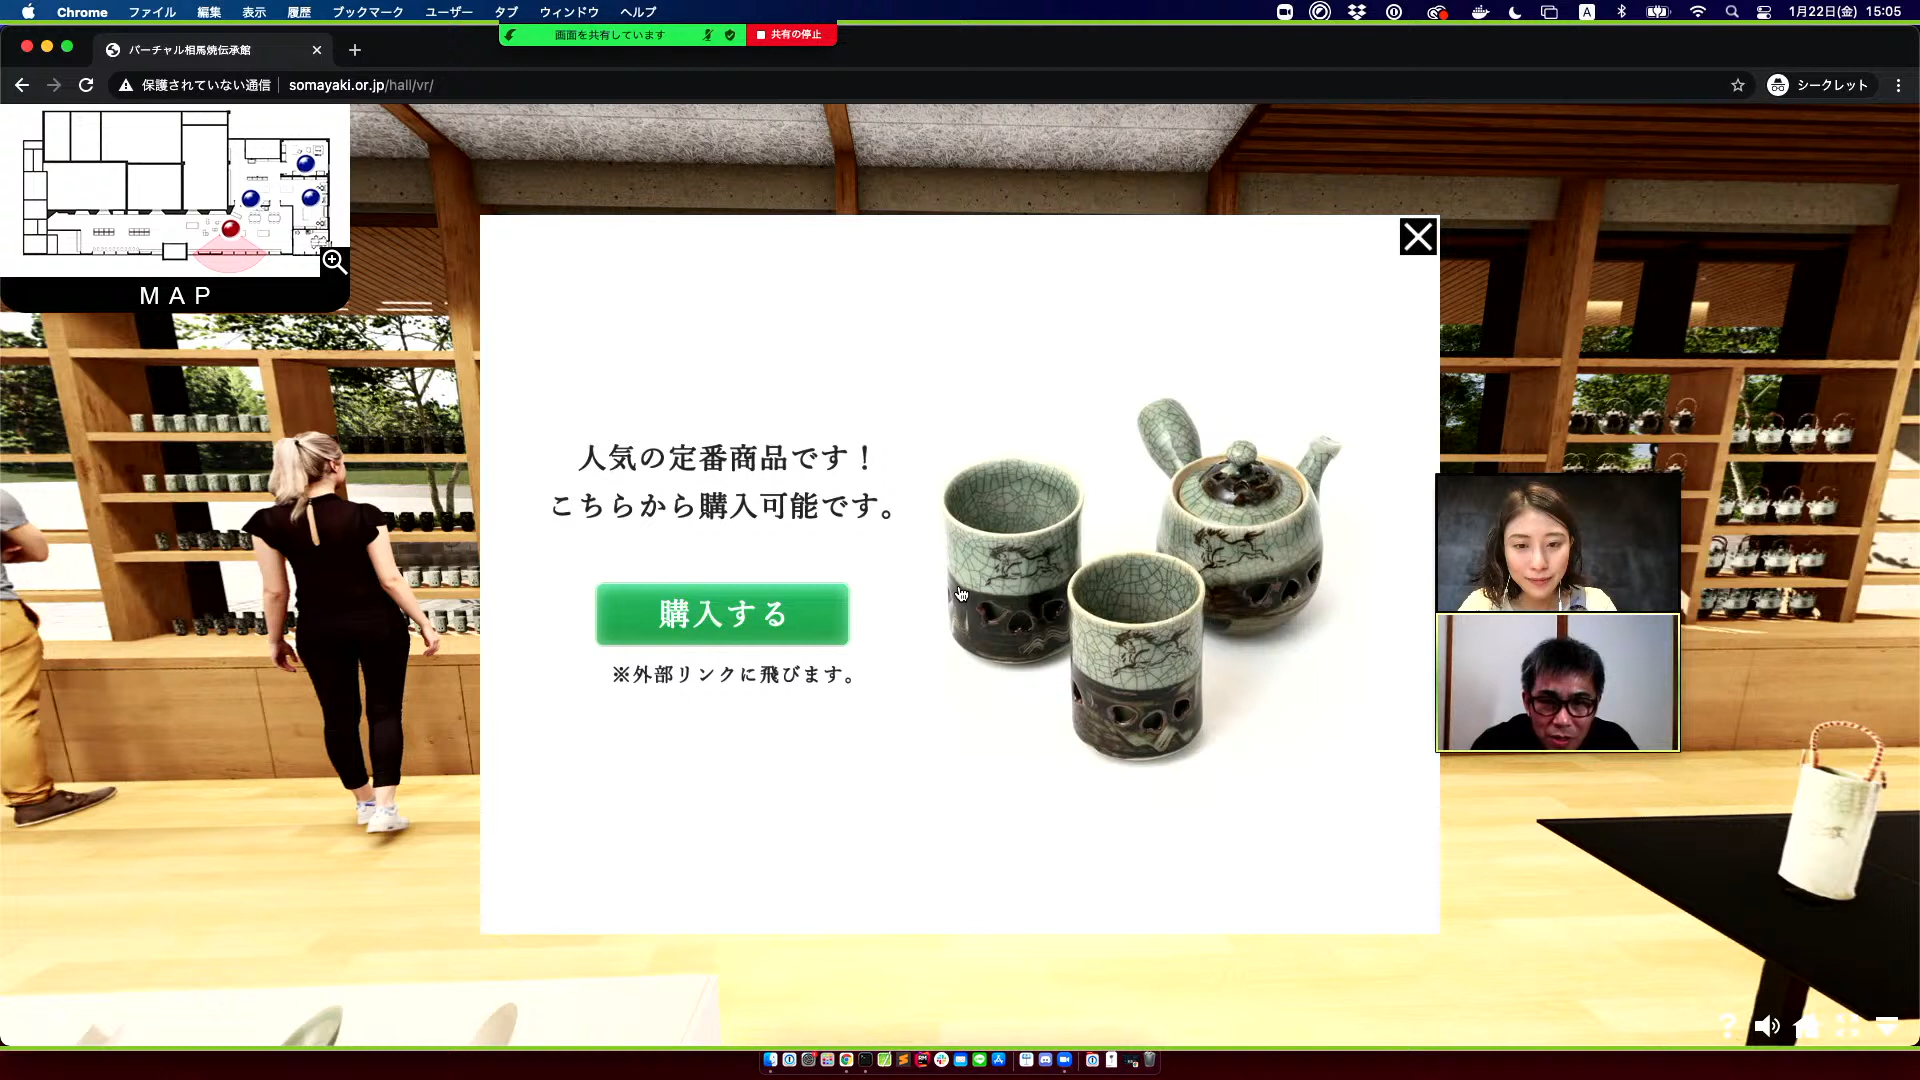 Chrome ファイル 編集 表示 履歴 ブックマーク ユーザー タブ ウィンドウ ヘルプ
A
1月22日(金) 15:05
画面を共有しています
共有の停止
バーチャル相馬焼伝承館
保護されていない通信 somayaki.or.jp/hall/vr/
シークレット
MAP
人気の定番商品です！
こちらから購入可能です。
購入する
※外部リンクに飛びます。
?